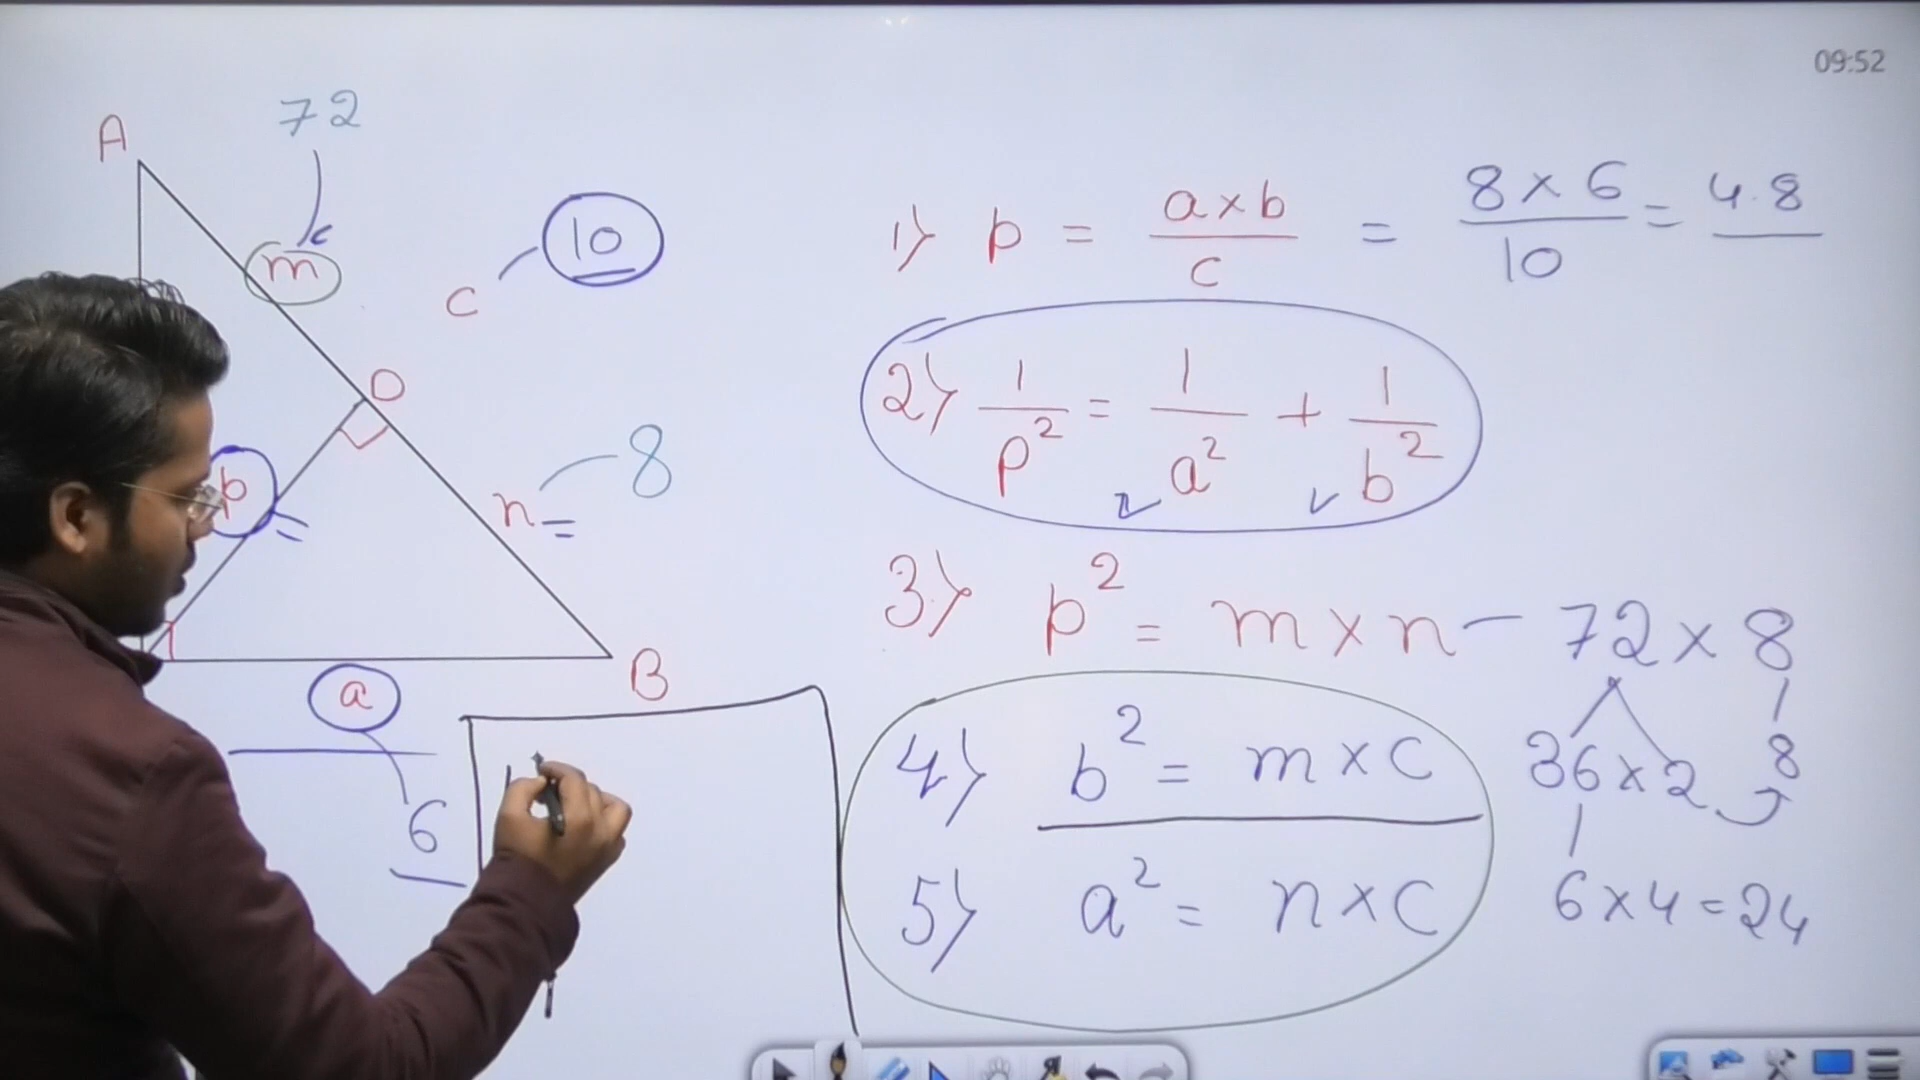 09:52
A
72
m
c
10
D
p
n = 8
a
B
6
1) p = a×b / c = 8×6 / 10 = 4.8
2) 1/p² = 1/a² + 1/b²
3) p² = m×n - 72×8
36×2 8
6×4=24
4) b² = m×c
5) a² = n×c